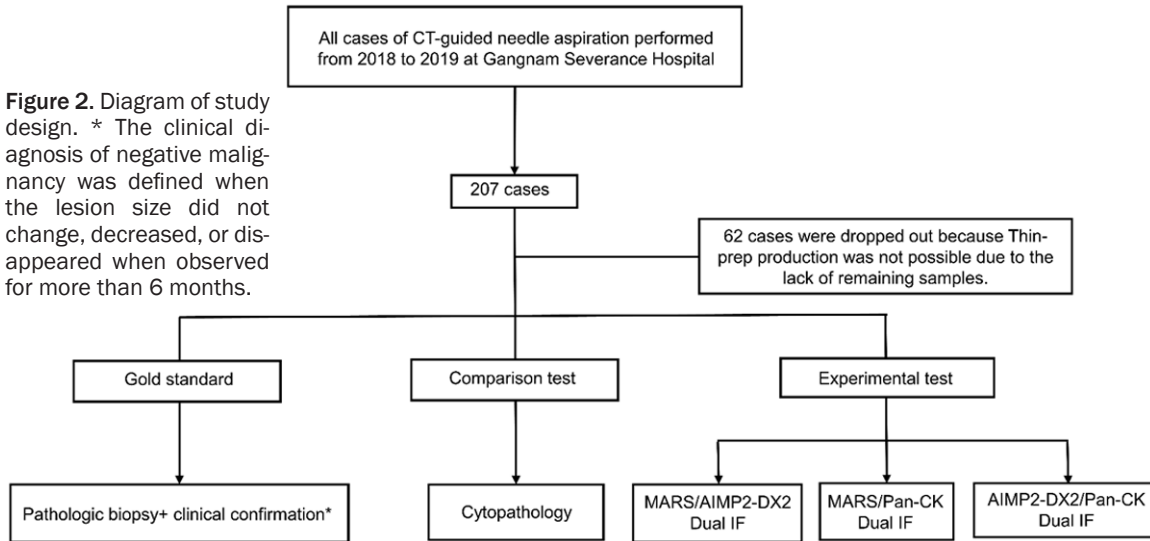 All cases of CT-guided needle aspiration performed
from 2018 to 2019 at Gangnam Severance Hospital
Figure 2. Diagram of study
design. * The clinical di-
agnosis of negative malig-
nancy was defined when
the lesion size did not
change, decreased, or dis-
appeared when observed
for more than 6 months.
207 cases
62 cases were dropped out because Thin-
prep production was not possible due to the
lack of remaining samples.
Gold standard
Comparison test
Experimental test
Pathologic biopsy+ clinical confirmation*
Cytopathology
MARS/AIMP2-DX2
Dual IF
MARS/Pan-CK
Dual IF
AIMP2-DX2/Pan-CK
Dual IF